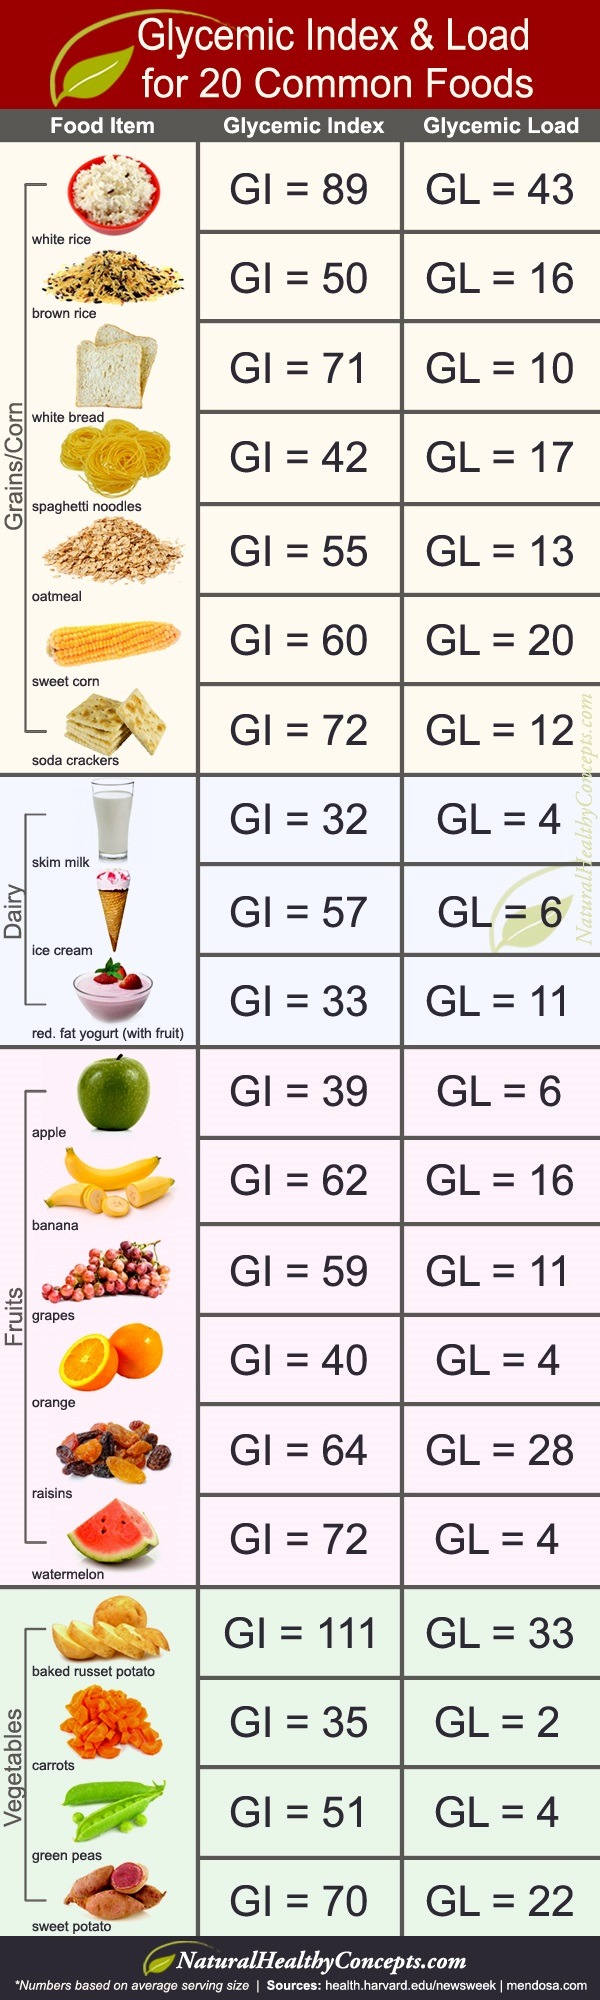 Glycemic Index & Load
for 20 Common Foods
Food Item Glycemic Index Glycemic Load
Grains/Corn
white rice GI = 89 GL = 43
brown rice GI = 50 GL = 16
white bread GI = 71 GL = 10
spaghetti noodles GI = 42 GL = 17
oatmeal GI = 55 GL = 13
sweet corn GI = 60 GL = 20
soda crackers GI = 72 GL = 12
NaturalHealthyConcepts.com
Dairy
skim milk GI = 32 GL = 4
ice cream GI = 57 GL = 6
red. fat yogurt (with fruit) GI = 33 GL = 11
Fruits
apple GI = 39 GL = 6
banana GI = 62 GL = 16
grapes GI = 59 GL = 11
orange GI = 40 GL = 4
raisins GI = 64 GL = 28
watermelon GI = 72 GL = 4
Vegetables
baked russet potato GI = 111 GL = 33
carrots GI = 35 GL = 2
green peas GI = 51 GL = 4
sweet potato GI = 70 GL = 22
NaturalHealthyConcepts.com
*Numbers based on average serving size | Sources: health.harvard.edu/newsweek | mendosa.com